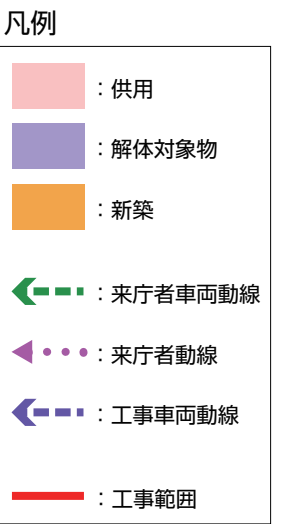 凡例
：供用
：解体対象物
：新築
：来庁者車両動線
：来庁者動線
：工事車両動線
：工事範囲